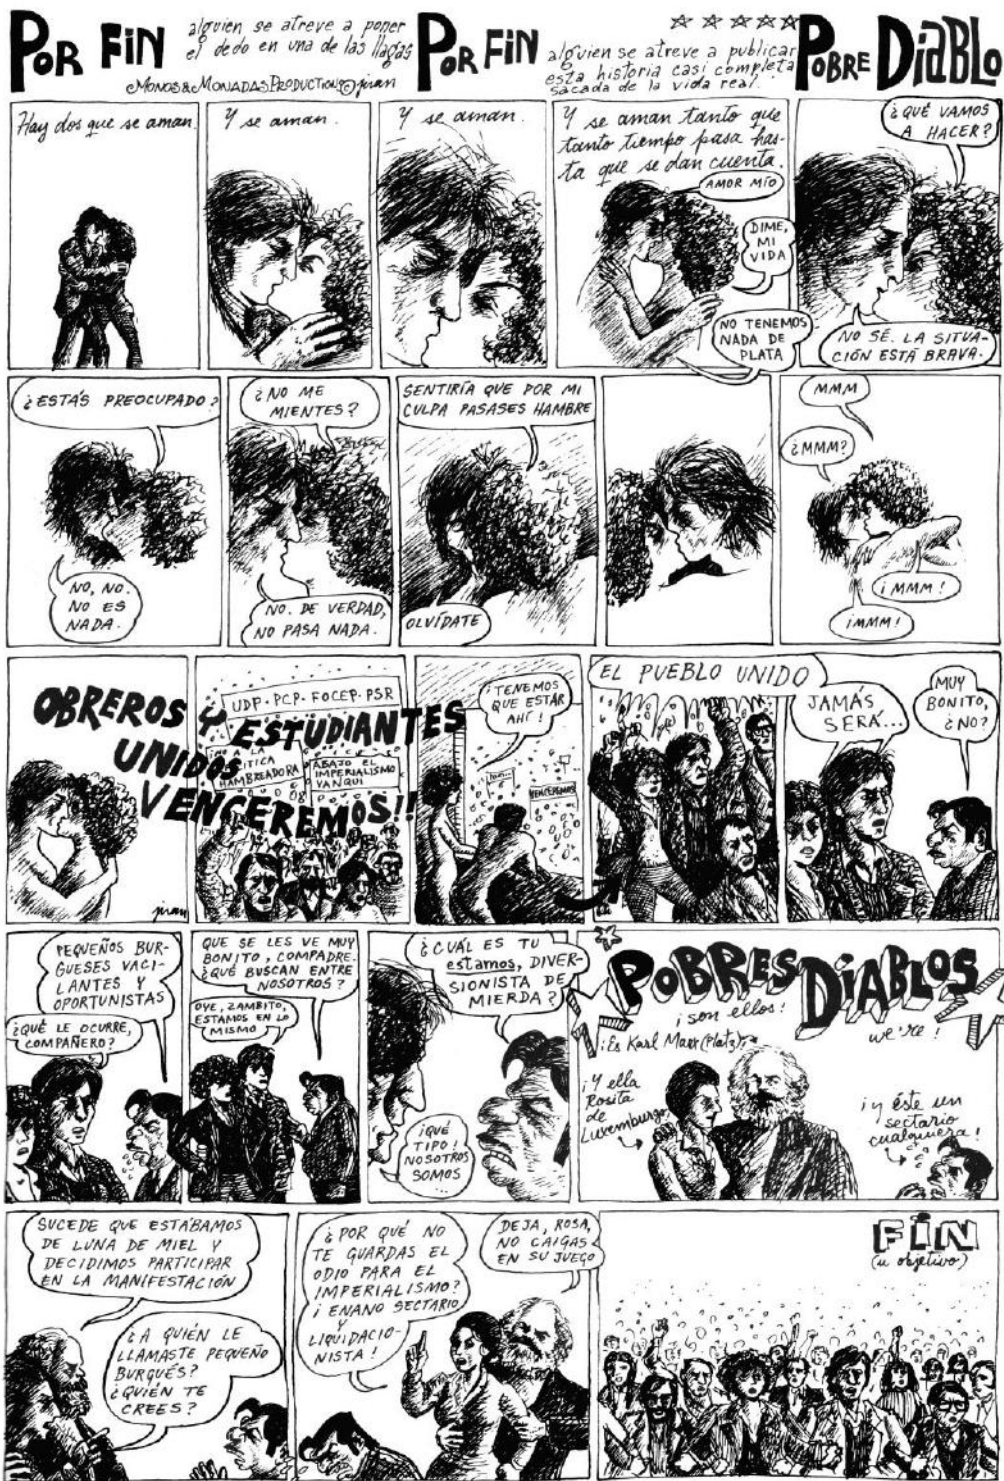 POR FIN
alguien se atreve a poner
el dedo en una de las llagas
MONOS&MONADAS PRODUCTIONS © juan
POR FIN
alguien se atreve a publicar
esta historia casi completa
sacada de la vida real.
POBRE DIABLO
Hay dos que se aman.
Y se aman.
Y se aman.
Y se aman tanto que
tanto tiempo pasa has-
ta que se dan cuenta.
AMOR MÍO
DIME,
MI
VIDA
NO TENEMOS
NADA DE
PLATA
¿QUÉ VAMOS
A HACER?
NO SÉ. LA SITUA-
CIÓN ESTÁ BRAVA.
¿ESTÁS PREOCUPADO?
NO, NO.
NO ES
NADA.
¿NO ME
MIENTES?
NO. DE VERDAD,
NO PASA NADA.
SENTIRÍA QUE POR MI
CULPA PASASES HAMBRE
OLVÍDATE
MMM
¿MMM?
¡MMM!
¡MMM!
OBREROS Y ESTUDIANTES
UNIDOS
VENCEREMOS!!
juan
UDP·PCP·FOCEP·PSR
A LA
HAMBREADORA
ABAJO EL
IMPERIALISMO
YANQUI
¡TENEMOS
QUE ESTAR
AHÍ!
VENCEREMOS
EL PUEBLO UNIDO
JAMÁS
SERÁ...
MUY
BONITO,
¿NO?
PEQUEÑOS BUR-
GUESES VACI-
LANTES Y
OPORTUNISTAS
¿QUÉ LE OCURRE,
COMPAÑERO?
QUE SE LES VE MUY
BONITO, COMPADRE.
¿QUÉ BUSCAN ENTRE
NOSOTROS?
OYE, ZAMBITO,
ESTAMOS EN LO
MISMO
¿CUÁL ES TU
estamos, DIVER-
SIONISTA DE
MIERDA?
¡QUÉ
TIPO!
NOSOTROS
SOMOS
...
POBRES DIABLOS
¡son ellos!
we're!
¡Es Karl Marx (Platz),
¡Y ella
Rosita
de
Luxemburgo
¡y éste un
sectario
cualquiera!
SUCEDE QUE ESTÁBAMOS
DE LUNA DE MIEL Y
DECIDIMOS PARTICIPAR
EN LA MANIFESTACIÓN
¿A QUIÉN LE
LLAMASTE PEQUEÑO
BURGUÉS?
¿QUIÉN TE
CREES?
¿POR QUÉ NO
TE GUARDAS EL
ODIO PARA EL
IMPERIALISMO?
¡ENANO SECTARIO
Y
LIQUIDACIO-
NISTA!
DEJA, ROSA,
NO CAIGAS
EN SU JUEGO
FIN
(u objetivo)